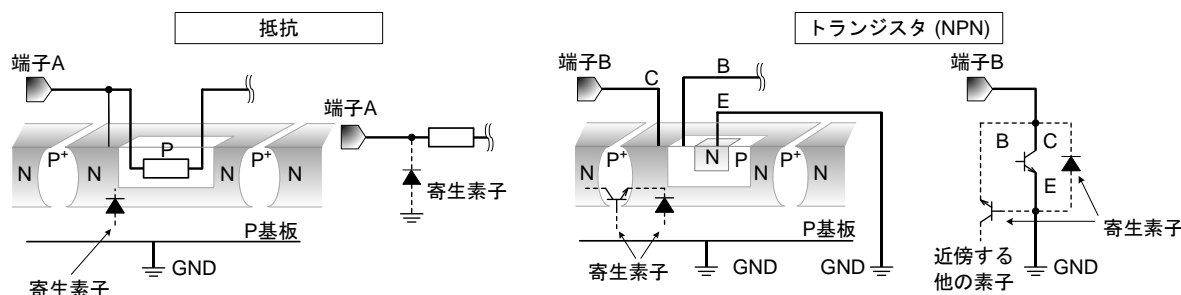 抵抗
端子A
N
P+
N
P
N
P+
N
P基板
GND
寄生素子
端子A
寄生素子
トランジスタ (NPN)
端子B
C
B
E
N
P+
N
N
P
N
P+
N
P基板
寄生素子
GND
GND
端子B
B
C
E
寄生素子
近傍する
他の素子
GND